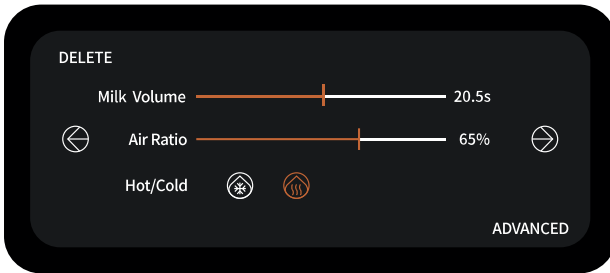 DELETE
Milk Volume 20.5s
Air Ratio 65%
Hot/Cold
ADVANCED